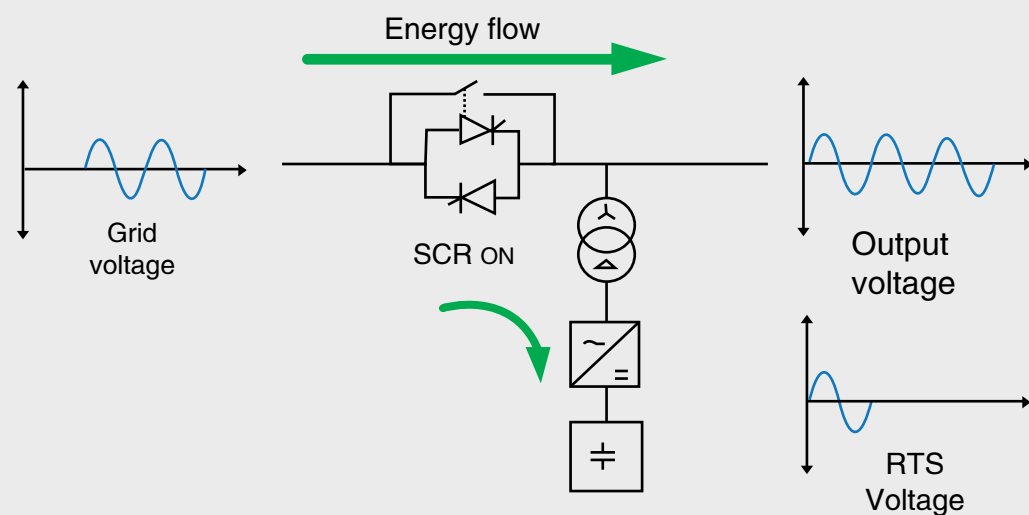 Energy flow
Grid
voltage
SCR ON
Output
voltage
RTS
Voltage